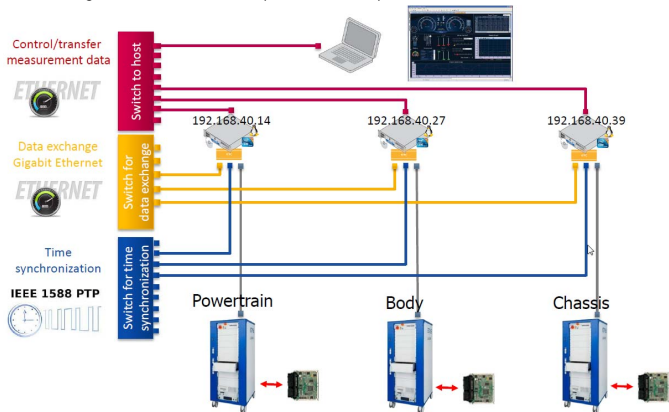 Control/transfer
measurement data
ETHERNET
Switch to host
192.168.40.14
192.168.40.27
192.168.40.39
Data exchange
Gigabit Ethernet
ETHERNET
Switch for
data exchange
Time
synchronization
IEEE 1588 PTP
Switch for time
synchronization
Powertrain
Body
Chassis